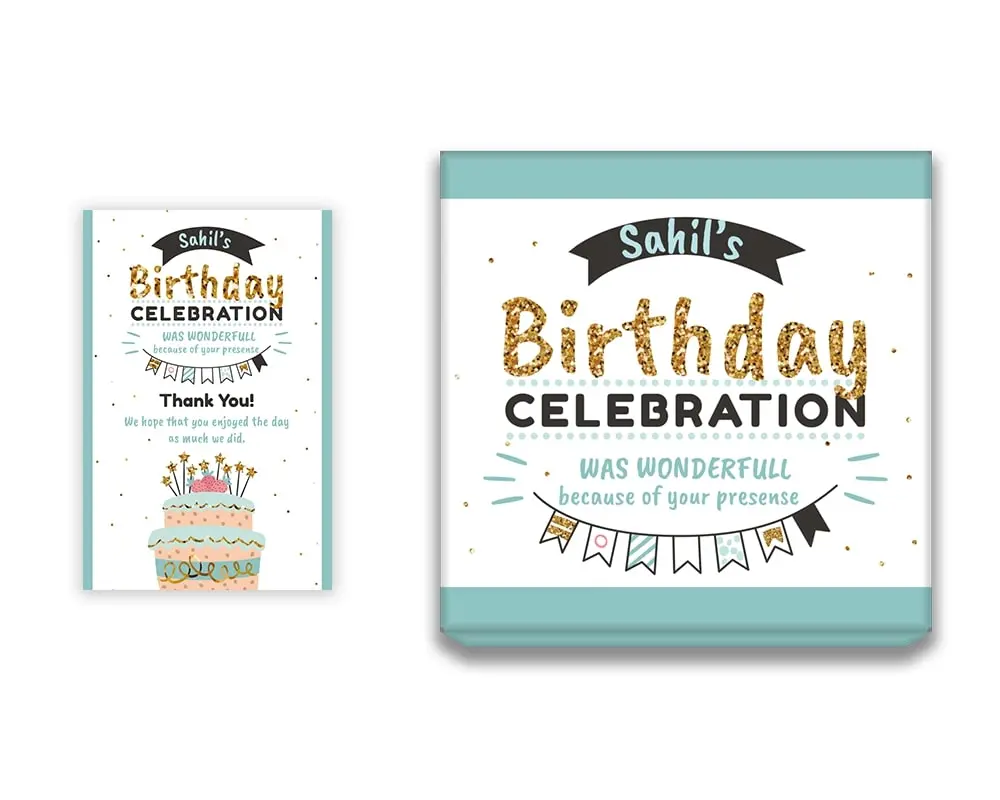 Sahil's
Birthday
CELEBRATION
WAS WONDERFULL
because of your presense
Thank You!
We hope that you enjoyed the day
as much we did.
Sahil's
Birthday
CELEBRATION
WAS WONDERFULL
because of your presense